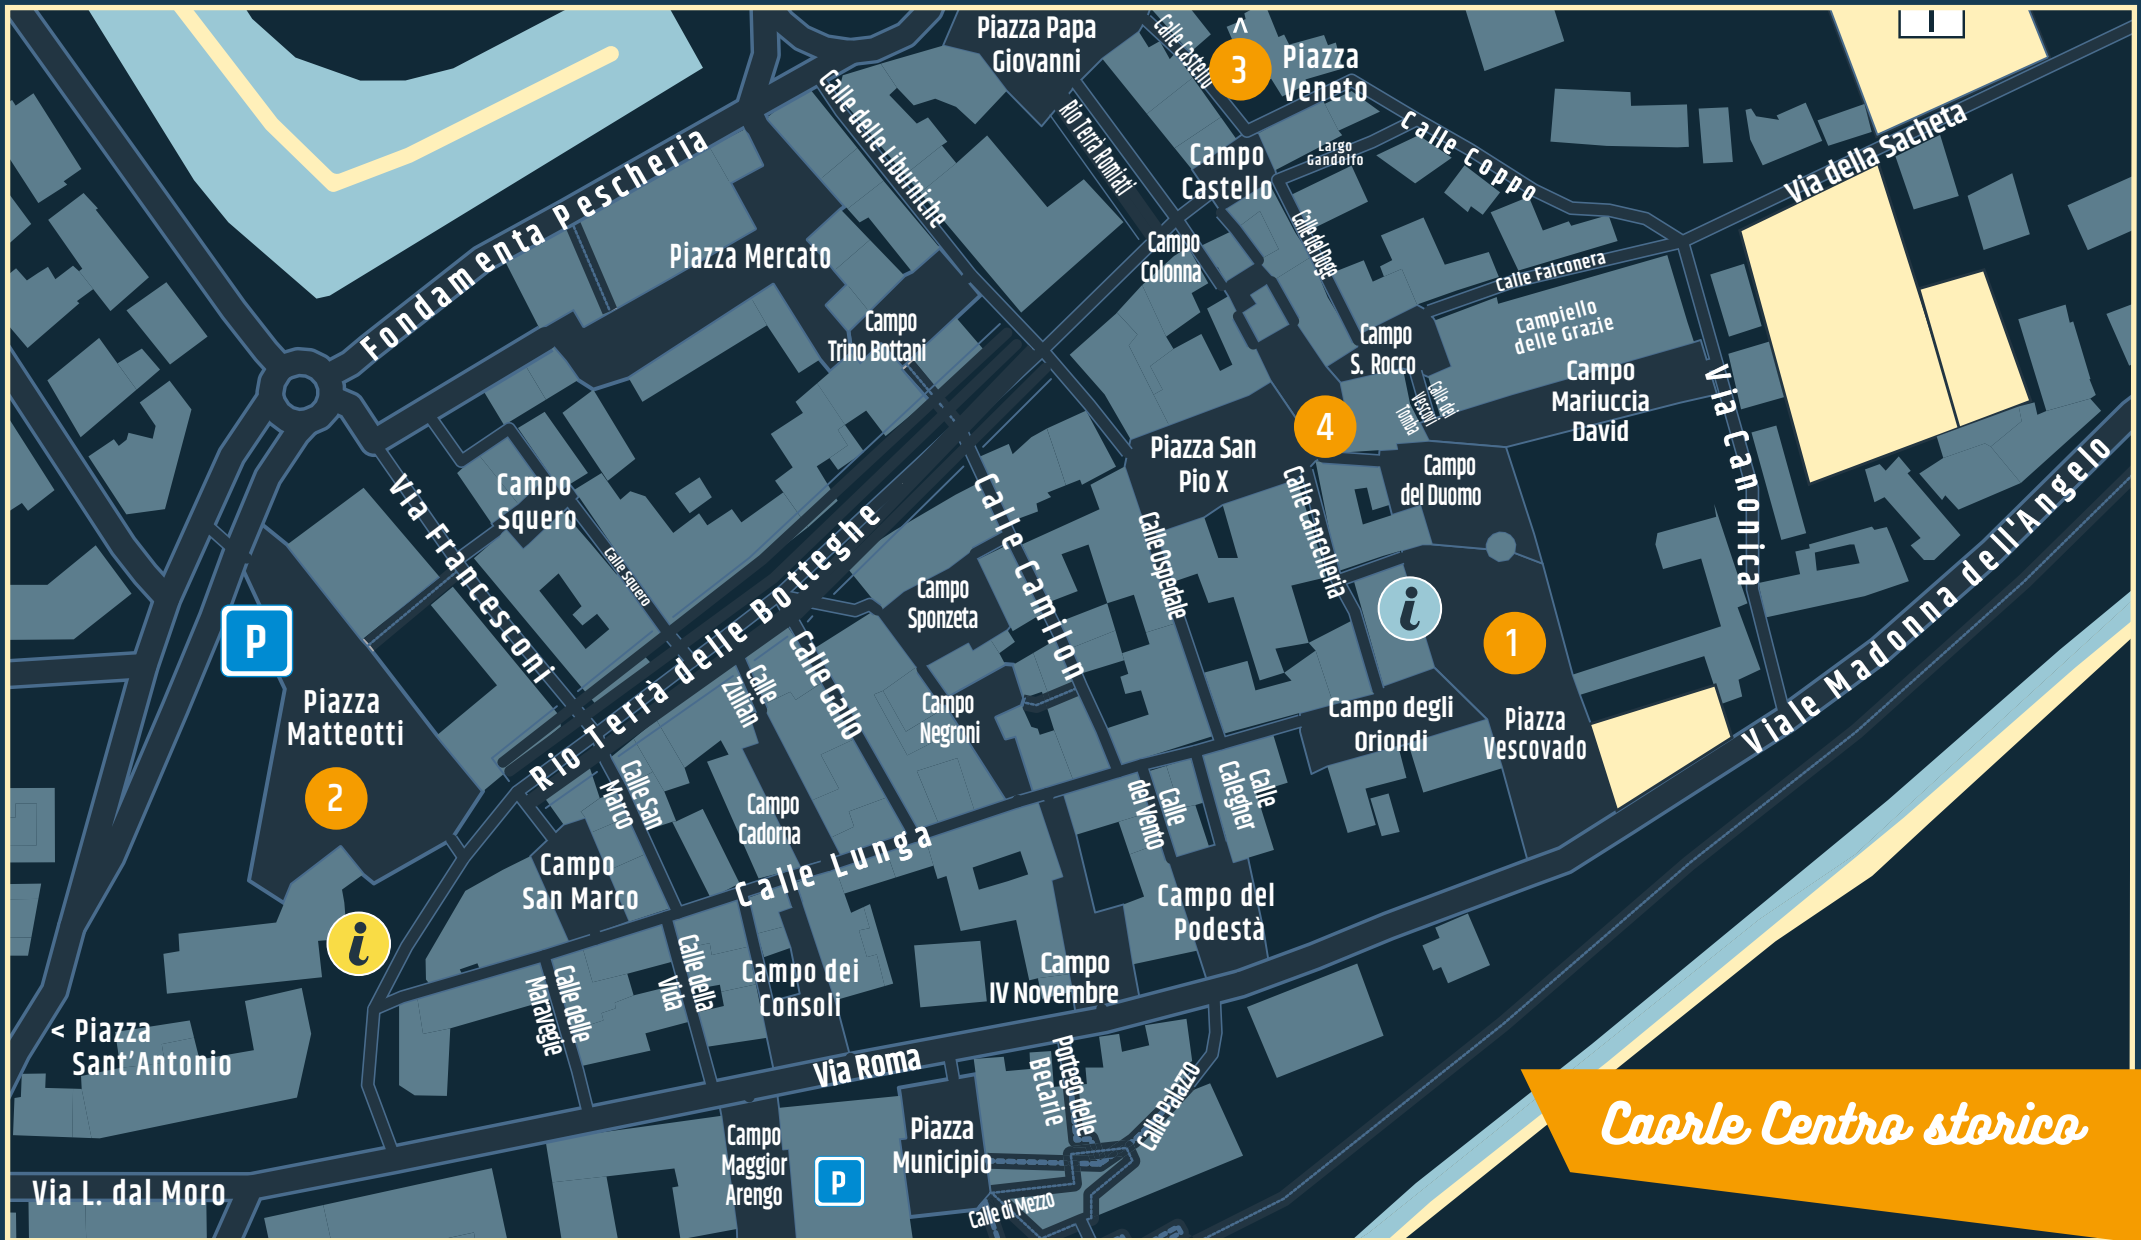 Piazza Papa
Giovanni
Calle Castello
^
3
Piazza
Veneto
Calle delle Liburniche
Rio Terrà Romiati
Calle Coppo
Largo
Gandolfo
Via della Sacheta
Campo
Castello
Fondamenta Pescheria
Piazza Mercato
Calle del Doge
Campo
Colonna
Calle Falconera
Campiello
delle Grazie
Campo
Trino Bottani
Campo
S. Rocco
Campo
Mariuccia
David
Calle dei
Vescovi
Tomba
Via Canonica
4
Piazza San
Pio X
Campo
del Duomo
Campo
Squero
Via Francesconi
Calle Squero
Rio Terrà delle Botteghe
Calle Camilon
Calle Ospedale
Calle Cancelleria
Viale Madonna dell'Angelo
Campo
Sponzeta
i
1
P
Piazza
Matteotti
2
Calle
Zulian
Calle Gallo
Campo
Negroni
Campo degli
Oriondi
Piazza
Vescovado
Calle San
Marco
Campo
Cadorna
Calle Lunga
Calle
del Vento
Calle
Calegher
Campo
San Marco
Campo del
Podestà
i
Calle delle
Maravegie
Calle della
Vida
Campo dei
Consoli
Campo
IV Novembre
< Piazza
Sant'Antonio
Via Roma
Portego delle
Becarie
Calle Palazzo
Campo
Maggior
Arengo
P
Piazza
Municipio
Calle di Mezzo
Via L. dal Moro
Caorle Centro storico